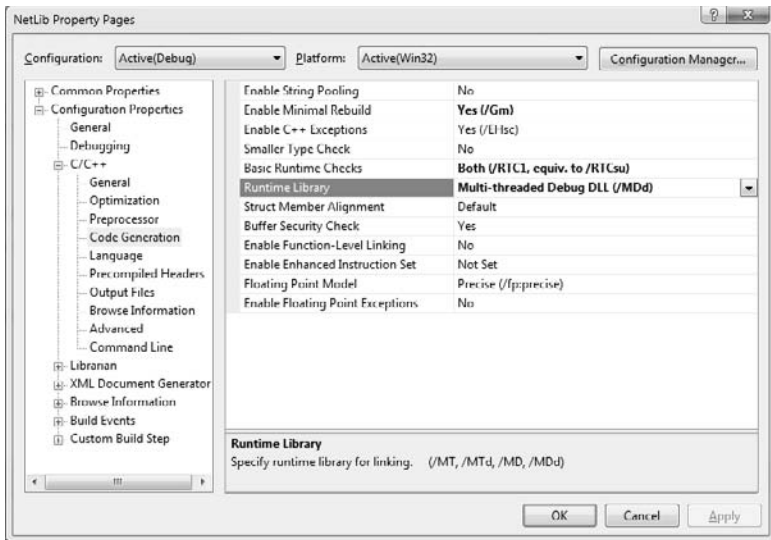 NetLib Property Pages
Configuration: Active(Debug) Platform: Active(Win32) Configuration Manager...
Common Properties
Configuration Properties
General
Debugging
C/C++
General
Optimization
Preprocessor
Code Generation
Language
Precompiled Headers
Output Files
Browse Information
Advanced
Command Line
Librarian
XML Document Generator
Browse Information
Build Events
Custom Build Step
Enable String Pooling No
Enable Minimal Rebuild Yes (/Gm)
Enable C++ Exceptions Yes (/EHsc)
Smaller Type Check No
Basic Runtime Checks Both (/RTC1, equiv. to /RTCsu)
Runtime Library Multi-threaded Debug DLL (/MDd)
Struct Member Alignment Default
Buffer Security Check Yes
Enable Function-Level Linking No
Enable Enhanced Instruction Set Not Set
Floating Point Model Precise (/fp:precise)
Enable Floating Point Exceptions No
Runtime Library
Specify runtime library for linking. (/MT, /MTd, /MD, /MDd)
OK Cancel Apply